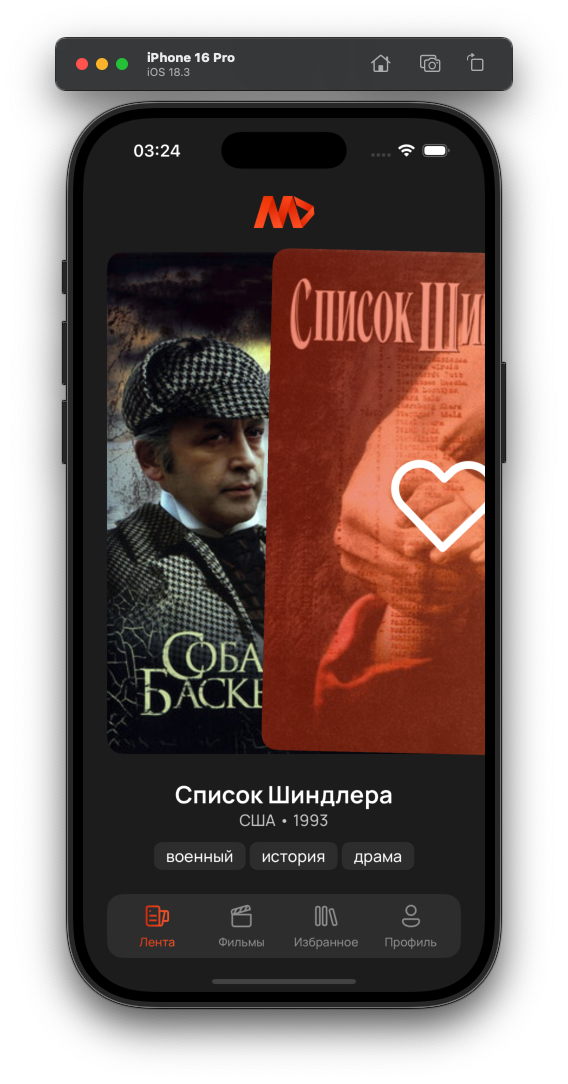 iPhone 16 Pro
iOS 18.3
03:24
Список Ши
СОБА
БАСКЕ
Список Шиндлера
США • 1993
военный история драма
Лента Фильмы Избранное Профиль